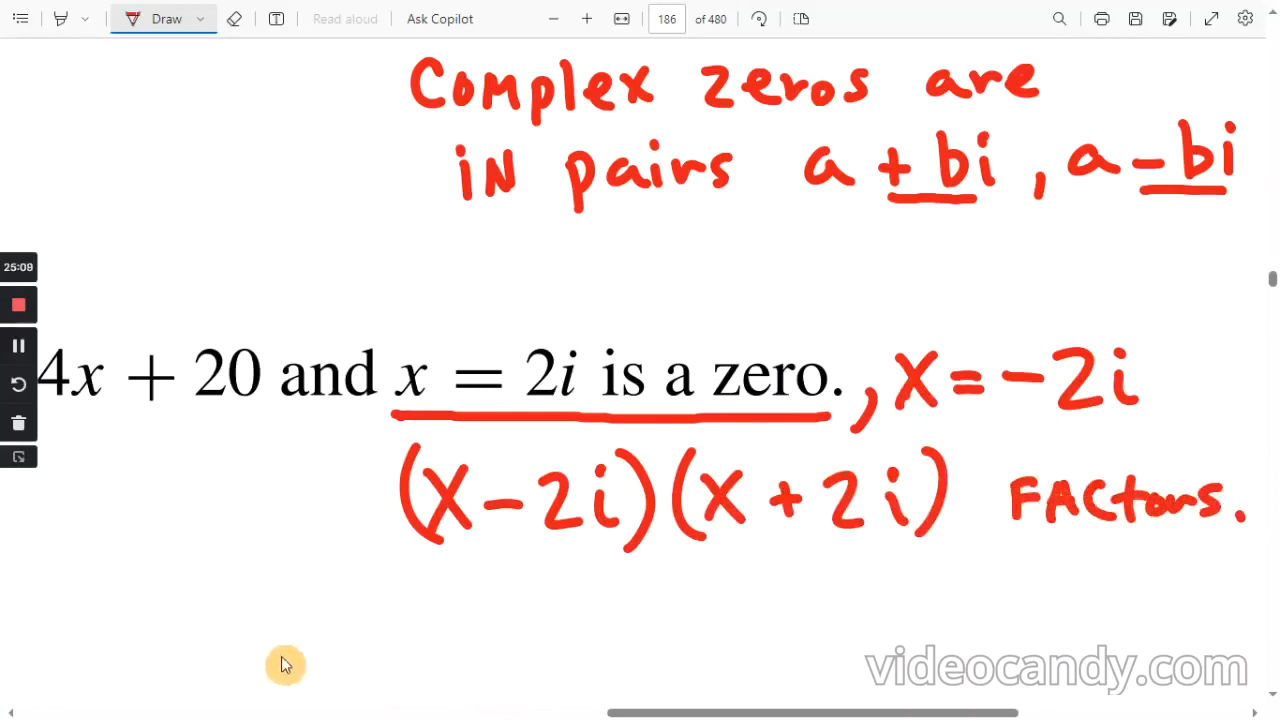 Draw
Read aloud
Ask Copilot
186 of 480
Complex zeros are
in pairs a + bi , a - bi
25:09
4x + 20 and x = 2i is a zero. , x = -2i
(x - 2i)(x + 2i) FACtors.
videocandy.com